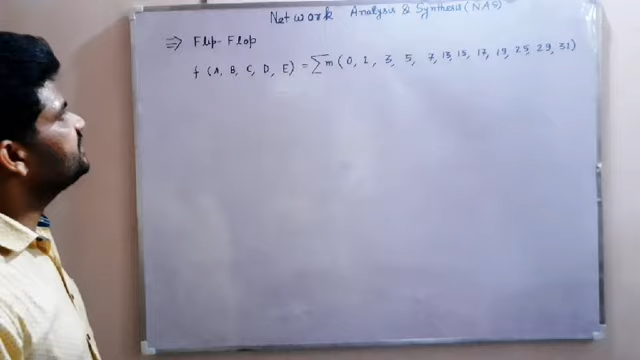 Network Analysis & Synthesis (NAS)
⇒ Flip-Flop
f (A, B, C, D, E) = ∑m (0, 1, 3, 5, 7, 13, 15, 17, 19, 25, 29, 31)